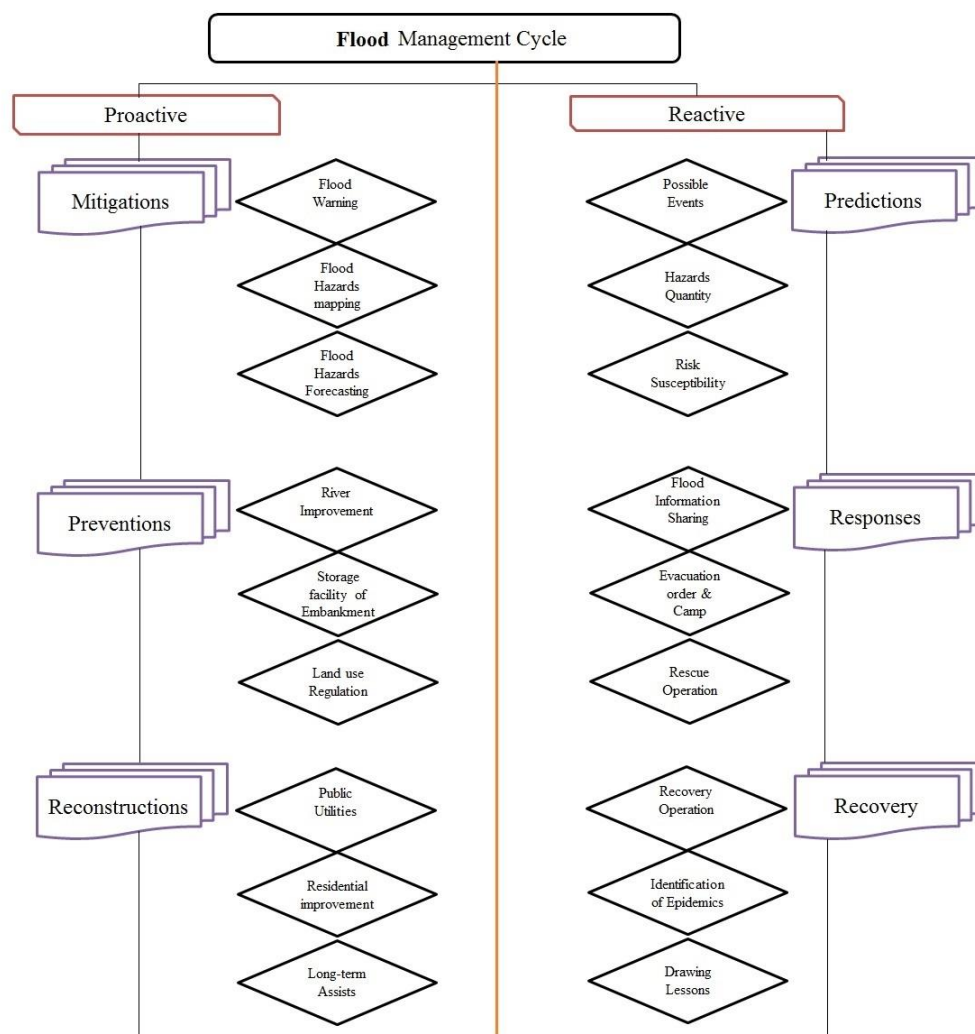 Flood Management Cycle
Proactive
Reactive
Mitigations
Flood
Warning
Flood
Hazards
mapping
Flood
Hazards
Forecasting
Possible
Events
Hazards
Quantity
Risk
Susceptibility
Predictions
Preventions
River
Improvement
Storage
facility of
Embankment
Land use
Regulation
Flood
Information
Sharing
Evacuation
order &
Camp
Rescue
Operation
Responses
Reconstructions
Public
Utilities
Residential
improvement
Long-term
Assists
Recovery
Operation
Identification
of Epidemics
Drawing
Lessons
Recovery